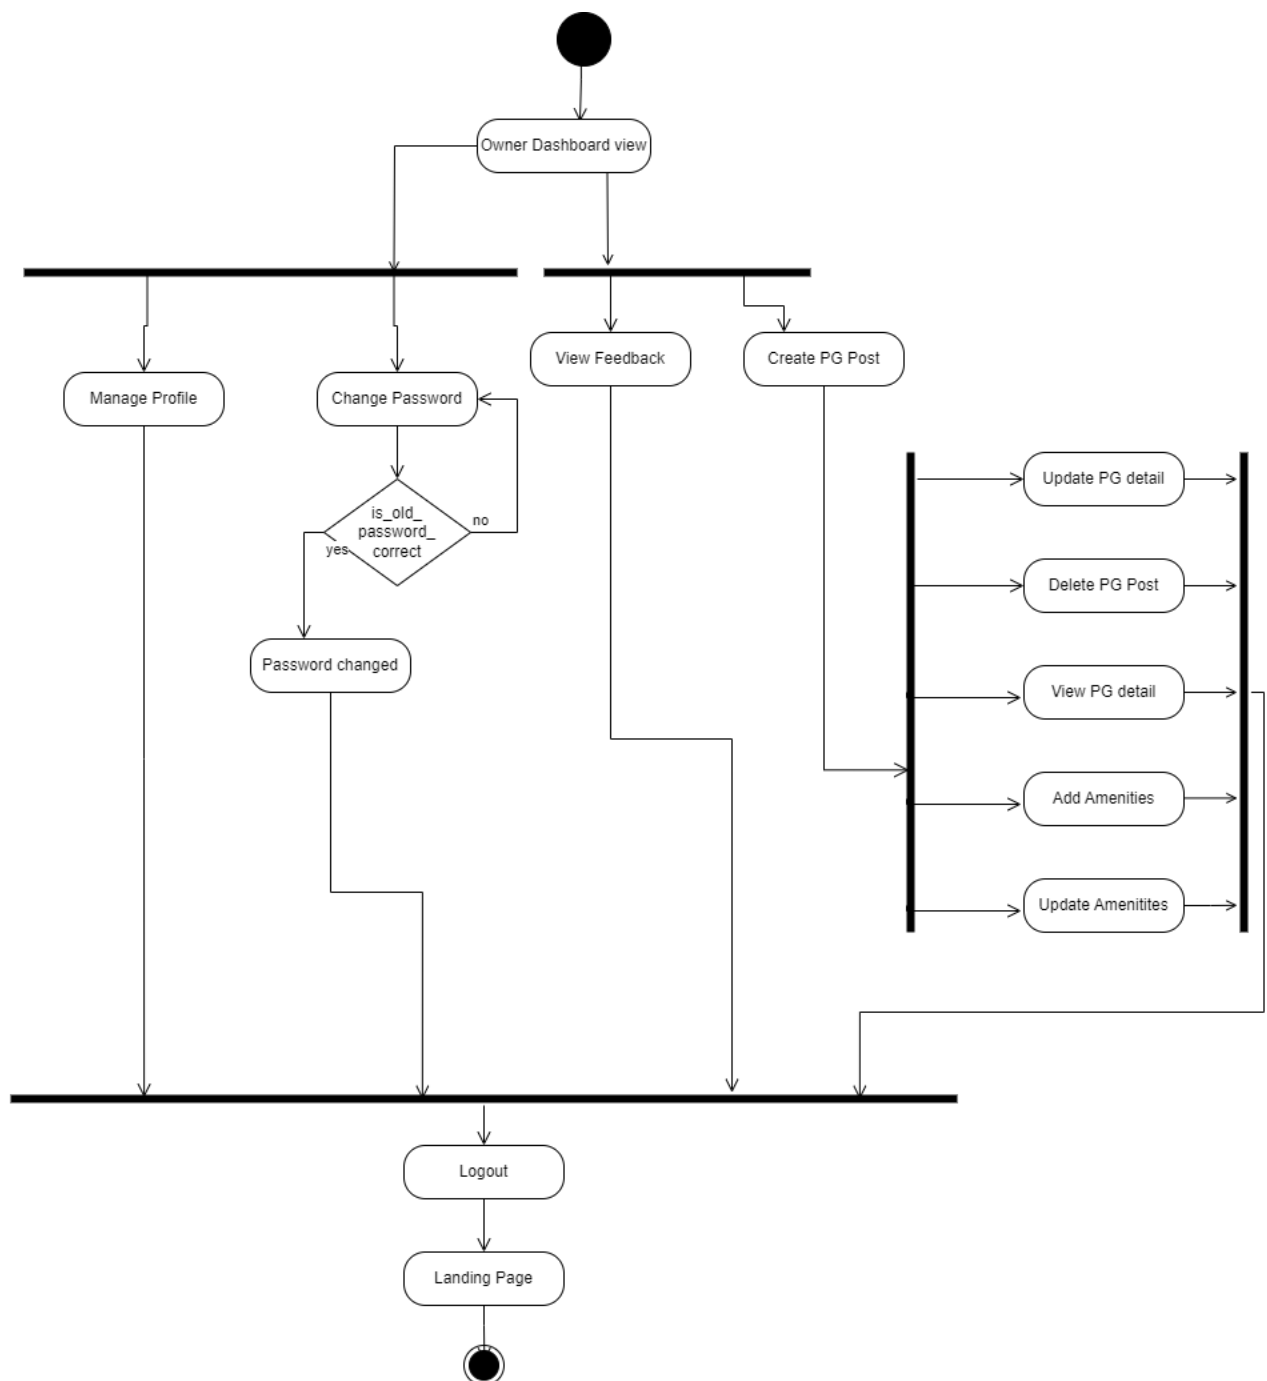 Owner Dashboard view
View Feedback
Create PG Post
Manage Profile
Change Password
is_old_
password_
correct
no
yes
Password changed
Update PG detail
Delete PG Post
View PG detail
Add Amenities
Update Amenitites
Logout
Landing Page